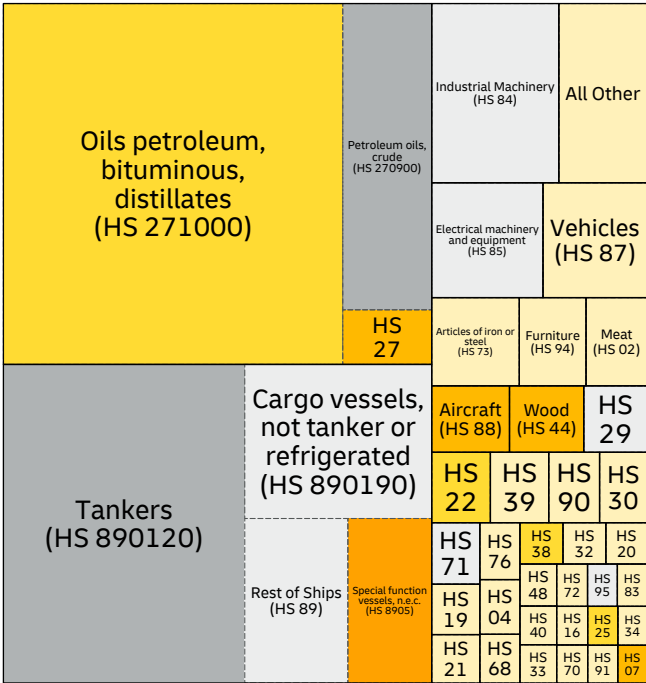 Oils petroleum,
bituminous,
distillates
(HS 271000)
Petroleum oils,
crude
(HS 270900)
HS
27
Tankers
(HS 890120)
Cargo vessels,
not tanker or
refrigerated
(HS 890190)
Rest of Ships
(HS 89)
Special function
vessels, n.e.c.
(HS 8905)
Industrial Machinery
(HS 84)
All Other
Electrical machinery
and equipment
(HS 85)
Vehicles
(HS 87)
Articles of iron or
steel
(HS 73)
Furniture
(HS 94)
Meat
(HS 02)
Aircraft
(HS 88)
Wood
(HS 44)
HS
29
HS
22
HS
39
HS
90
HS
30
HS
71
HS
76
HS
38
HS
32
HS
20
HS
48
HS
72
HS
95
HS
83
HS
19
HS
04
HS
40
HS
16
HS
25
HS
34
HS
21
HS
68
HS
33
HS
70
HS
91
HS
07